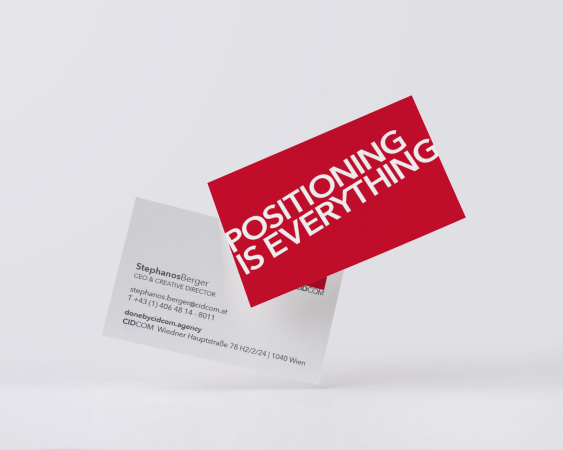 POSITIONING
IS EVERYTHING
StephanosBerger
CEO & CREATIVE DIRECTOR
stephanos.berger@cidcom.at
T +43 (1) 406 48 14 - 8011
donebycidcom.agency
CIDCOM Wiedner Hauptstraße 78 H2/2/24 | 1040 Wien
CIDCOM